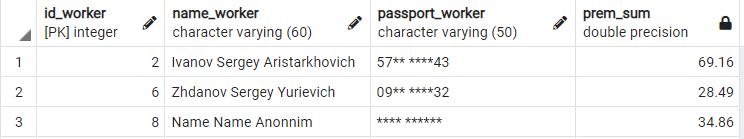 id_worker name_worker passport_worker prem_sum
[PK] integer character varying (60) character varying (50) double precision
1 2 Ivanov Sergey Aristarkhovich 57** ****43 69.16
2 6 Zhdanov Sergey Yurievich 09** ****32 28.49
3 8 Name Name Anonnim **** ****** 34.86